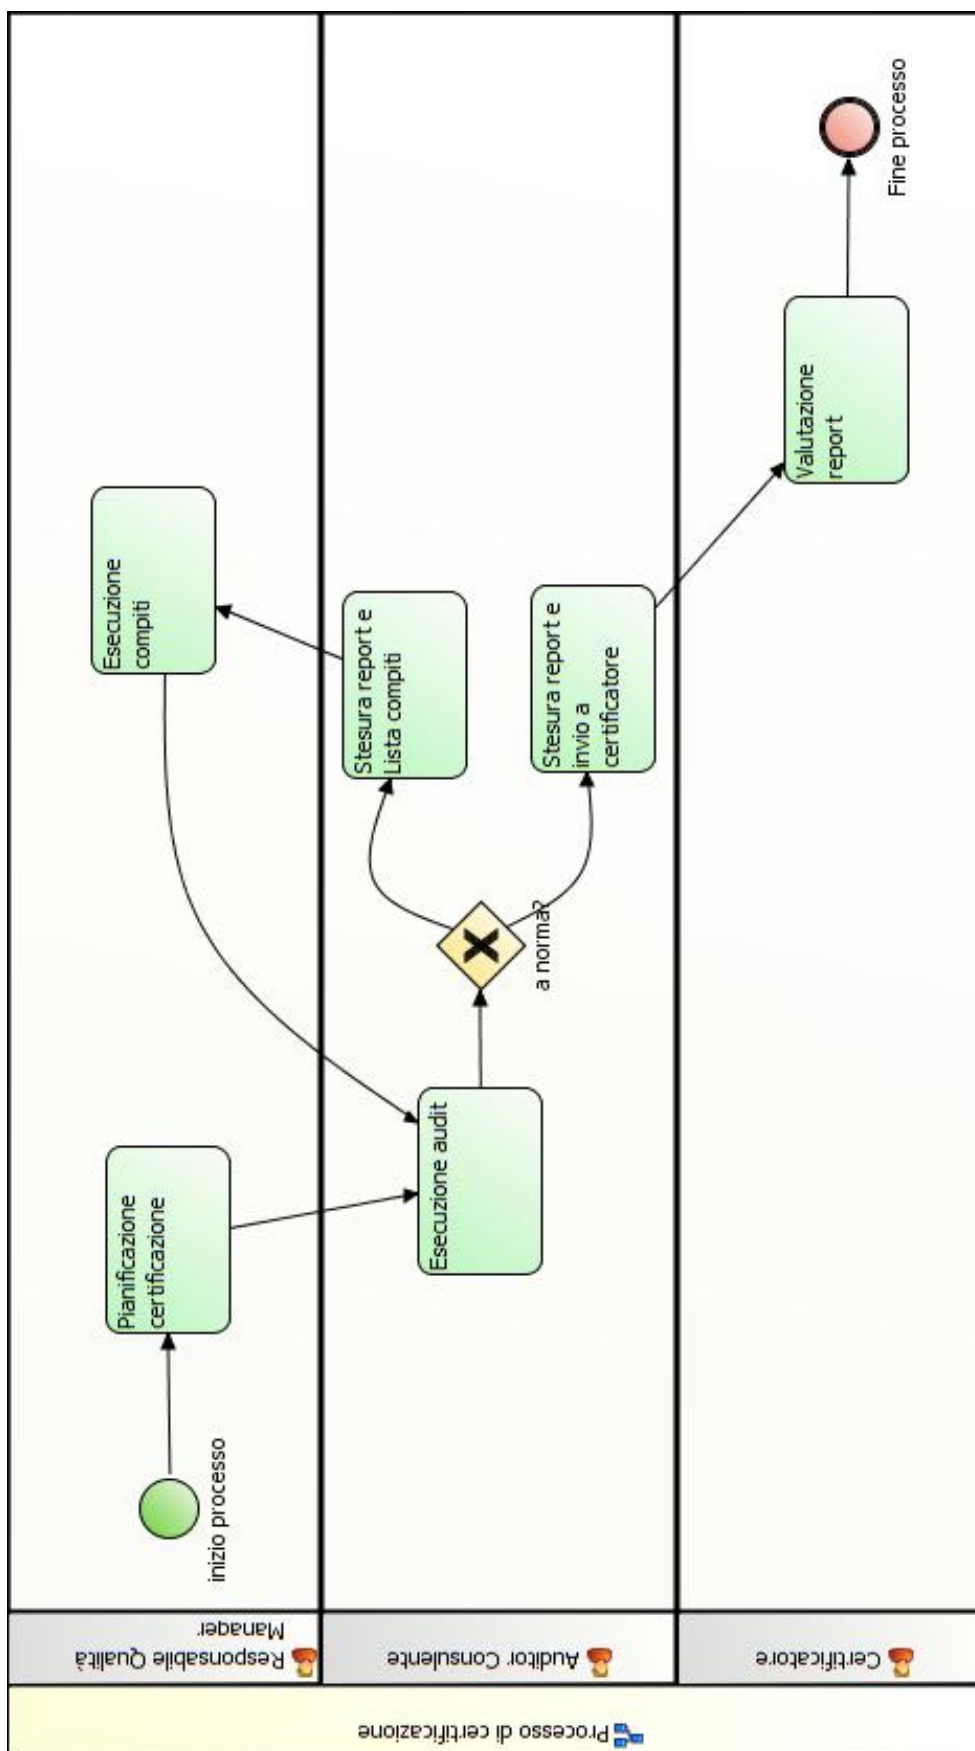 Processo di certificazione
Responsabile Qualità
Manager
inizio processo
Pianificazione
certificazione
Esecuzione
compiti
Auditor Consulente
Esecuzione audit
a norma?
Stesura report e
Lista compiti
Stesura report e
invio a
certificatore
Certificatore
Valutazione
report
Fine processo